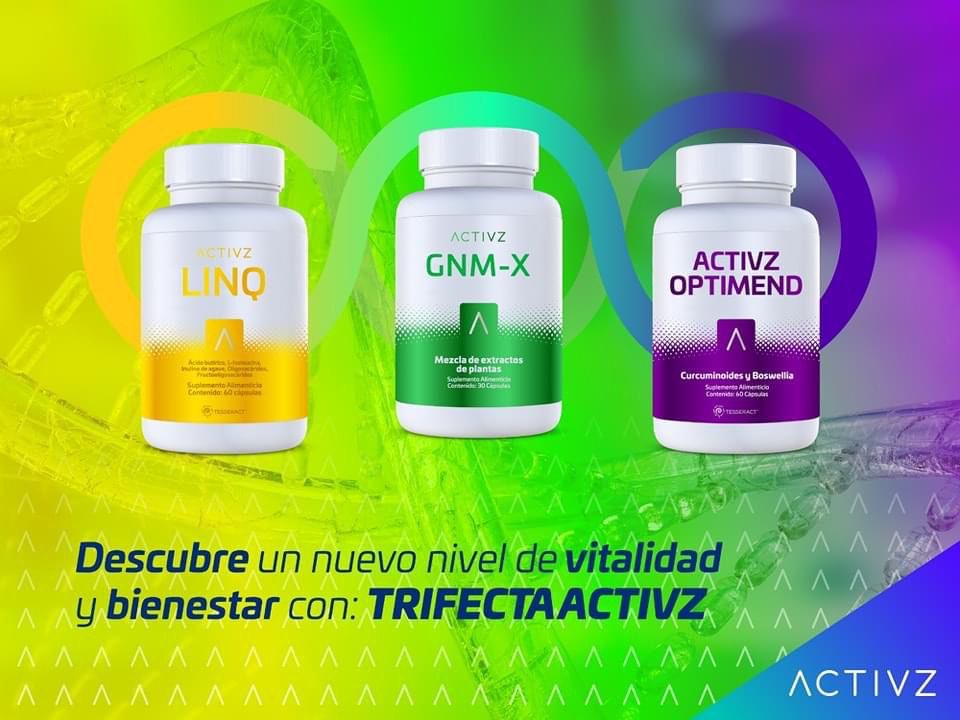 ACTIVZ
LINQ
Ácido butírico, L-Isoleucina,
Inulina de agave, Oligosacáridos,
Fructooligosacáridos
Suplemento Alimenticio
Contenido: 60 cápsulas
TESSERACT
ACTIVZ
GNM-X
Mezcla de extractos
de plantas
Suplemento Alimenticio
Contenido: 30 Cápsulas
ACTIVZ
OPTIMEND
Curcuminoides y Boswellia
Suplemento Alimenticio
Contenido: 60 Cápsulas
TESSERACT
Descubre un nuevo nivel de vitalidad
y bienestar con: TRIFECTAACTIVZ
ACTIVZ